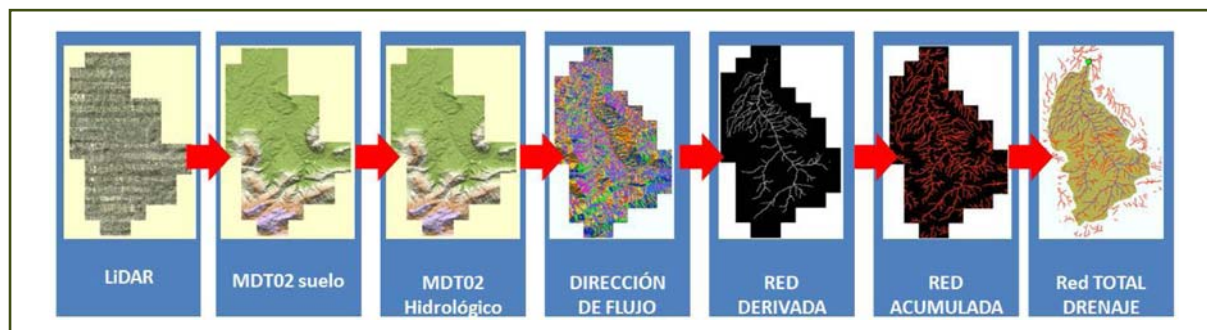 LiDAR
MDT02 suelo
MDT02
Hidrológico
DIRECCIÓN
DE FLUJO
RED
DERIVADA
RED
ACUMULADA
Red TOTAL
DRENAJE